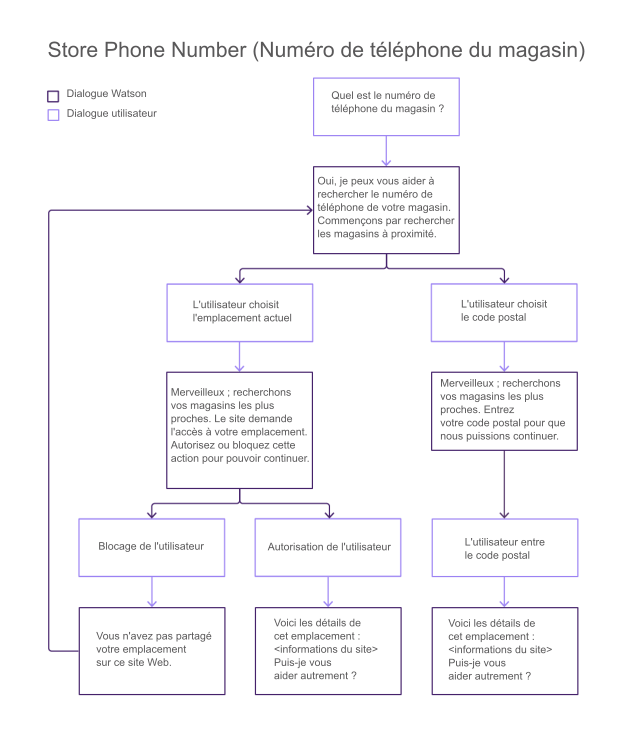 Store Phone Number (Numéro de téléphone du magasin)
Dialogue Watson
Dialogue utilisateur
Quel est le numéro de
téléphone du magasin ?
Oui, je peux vous aider à
rechercher le numéro de
téléphone de votre magasin.
Commençons par rechercher
les magasins à proximité.
L'utilisateur choisit
l'emplacement actuel
L'utilisateur choisit
le code postal
Merveilleux ; recherchons
vos magasins les plus
proches. Le site demande
l'accès à votre emplacement.
Autorisez ou bloquez cette
action pour pouvoir continuer.
Merveilleux ; recherchons
vos magasins les plus
proches. Entrez
votre code postal pour que
nous puissions continuer.
Blocage de l'utilisateur
Autorisation de l'utilisateur
L'utilisateur entre
le code postal
Vous n'avez pas partagé
votre emplacement
sur ce site Web.
Voici les détails de
cet emplacement :
<informations du site>
Puis-je vous
aider autrement ?
Voici les détails de
cet emplacement :
<informations du site>
Puis-je vous
aider autrement ?